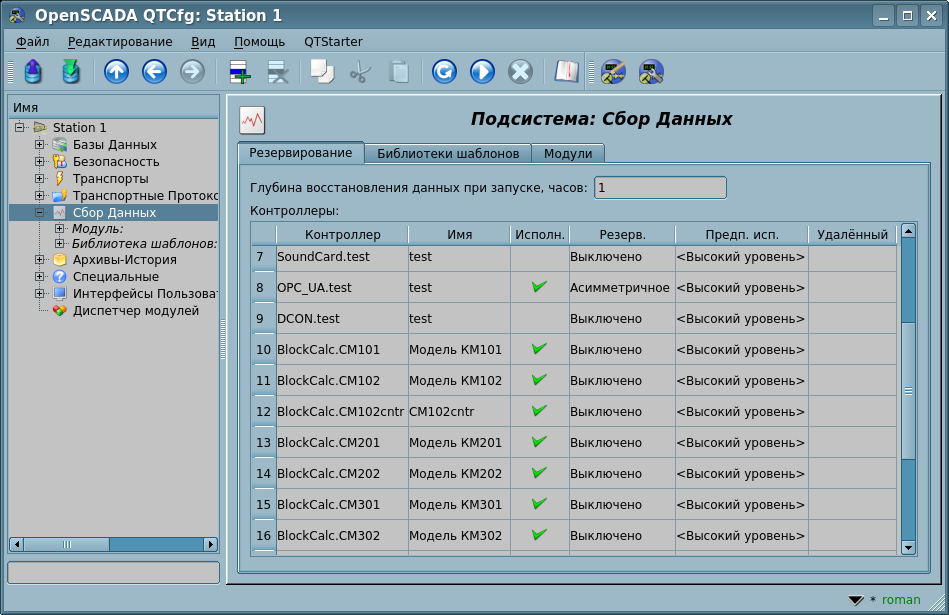 OpenSCADA QTCfg: Station 1
Файл Редактирование Вид Помощь QTStarter
Имя
Station 1
Базы Данных
Безопасность
Транспорты
Транспортные Протоко
Сбор Данных
Модуль:
Библиотека шаблонов:
Архивы-История
Специальные
Интерфейсы Пользова
Диспетчер модулей
Подсистема: Сбор Данных
Резервирование Библиотеки шаблонов Модули
Глубина восстановления данных при запуске, часов: 1
Контроллеры:
Контроллер Имя Исполн. Резерв. Предп. исп. Удалённый
7 SoundCard.test test Выключено <Высокий уровень>
8 OPC_UA.test test Асимметричное <Высокий уровень>
9 DCON.test test Выключено <Высокий уровень>
10 BlockCalc.CM101 Модель КМ101 Выключено <Высокий уровень>
11 BlockCalc.CM102 Модель КМ102 Выключено <Высокий уровень>
12 BlockCalc.CM102cntr CM102cntr Выключено <Высокий уровень>
13 BlockCalc.CM201 Модель КМ201 Выключено <Высокий уровень>
14 BlockCalc.CM202 Модель КМ202 Выключено <Высокий уровень>
15 BlockCalc.CM301 Модель КМ301 Выключено <Высокий уровень>
16 BlockCalc.CM302 Модель КМ302 Выключено <Высокий уровень>
* roman